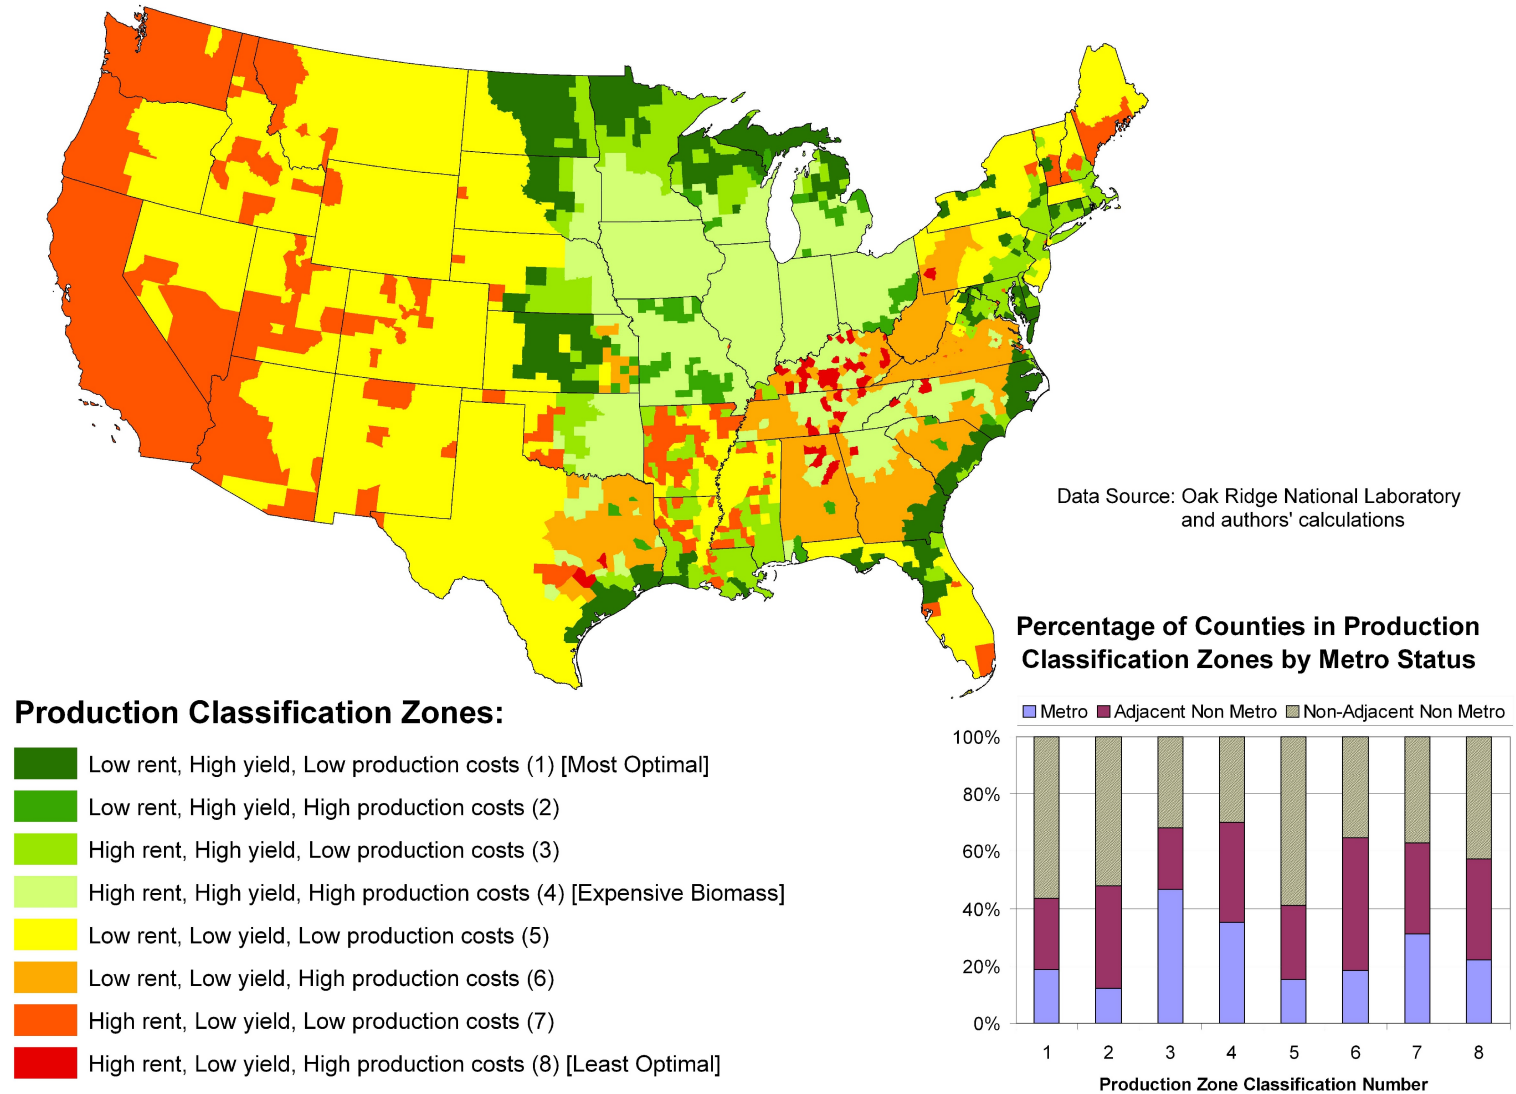 Data Source: Oak Ridge National Laboratory
and authors' calculations
Production Classification Zones:
Low rent, High yield, Low production costs (1) [Most Optimal]
Low rent, High yield, High production costs (2)
High rent, High yield, Low production costs (3)
High rent, High yield, High production costs (4) [Expensive Biomass]
Low rent, Low yield, Low production costs (5)
Low rent, Low yield, High production costs (6)
High rent, Low yield, Low production costs (7)
High rent, Low yield, High production costs (8) [Least Optimal]
Percentage of Counties in Production
Classification Zones by Metro Status
Metro Adjacent Non Metro Non-Adjacent Non Metro
100%
80%
60%
40%
20%
0%
1 2 3 4 5 6 7 8
Production Zone Classification Number